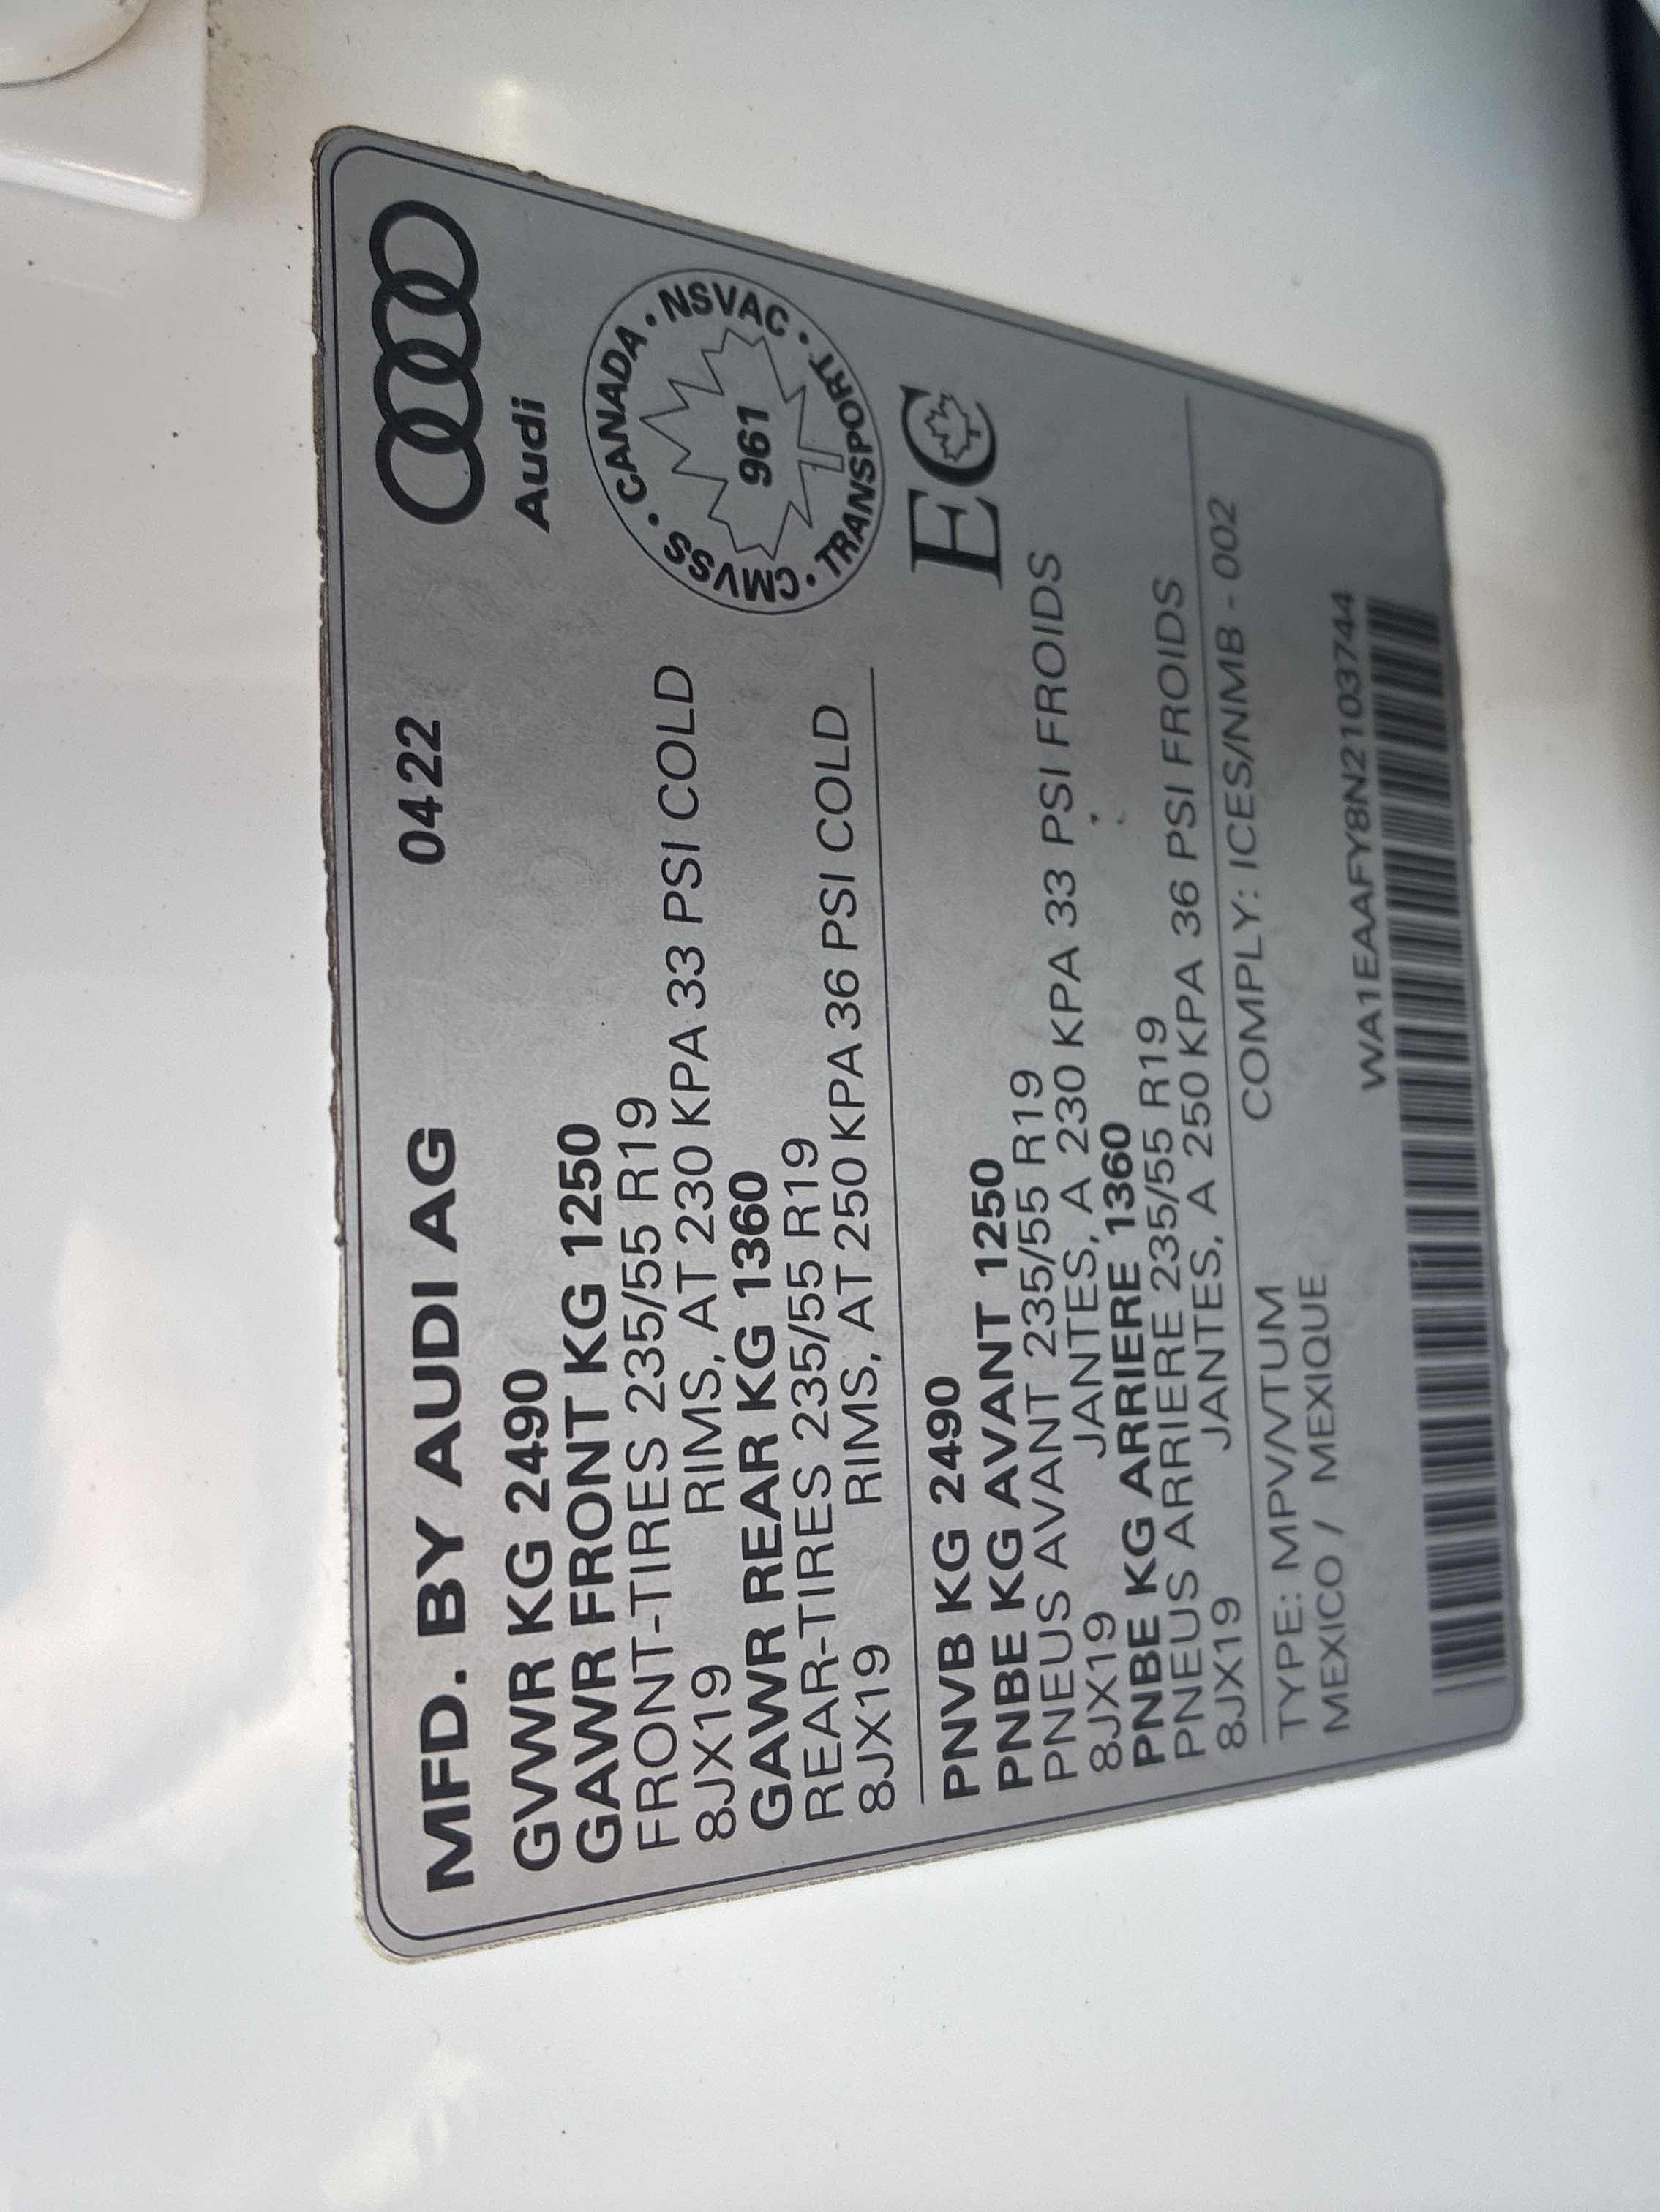 MFD. BY AUDI AG 0422
Audi
GVWR KG 2490
GAWR FRONT KG 1250
FRONT-TIRES 235/55 R19
8JX19 RIMS, AT 230 KPA 33 PSI COLD
GAWR REAR KG 1360
REAR-TIRES 235/55 R19
8JX19 RIMS, AT 250 KPA 36 PSI COLD
CMVSS • CANADA • NSVAC • TRANSPORT •
961
EC
PNVB KG 2490
PNBE KG AVANT 1250
PNEUS AVANT 235/55 R19
8JX19 JANTES, A 230 KPA 33 PSI FROIDS
PNBE KG ARRIERE 1360
PNEUS ARRIERE 235/55 R19
8JX19 JANTES, A 250 KPA 36 PSI FROIDS
TYPE: MPV/VTUM COMPLY: ICES/NMB - 002
MEXICO / MEXIQUE
WA1EAAFY8N2103744